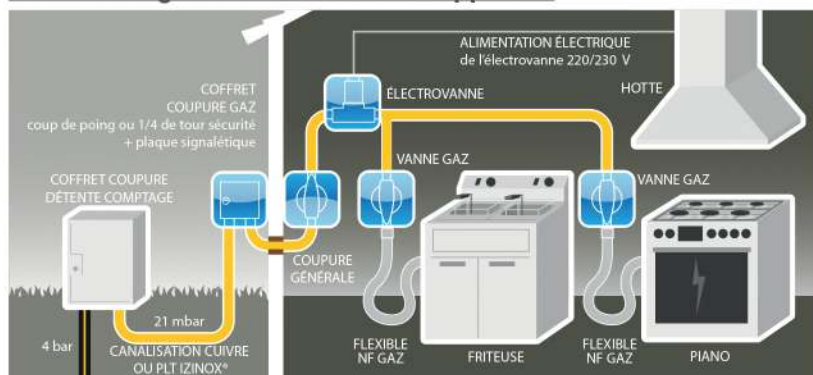 ALIMENTATION ÉLECTRIQUE
de l'électrovanne 220/230 V
HOTTE
COFFRET
COUPURE GAZ
coup de poing ou 1/4 de tour sécurité
+ plaque signalétique
ÉLECTROVANNE
COFFRET COUPURE
DÉTENTE COMPTAGE
VANNE GAZ
VANNE GAZ
COUPURE
GÉNÉRALE
21 mbar
4 bar
CANALISATION CUIVRE
OU PLT IZINOX*
FLEXIBLE
NF GAZ
FRITEUSE
FLEXIBLE
NF GAZ
PIANO